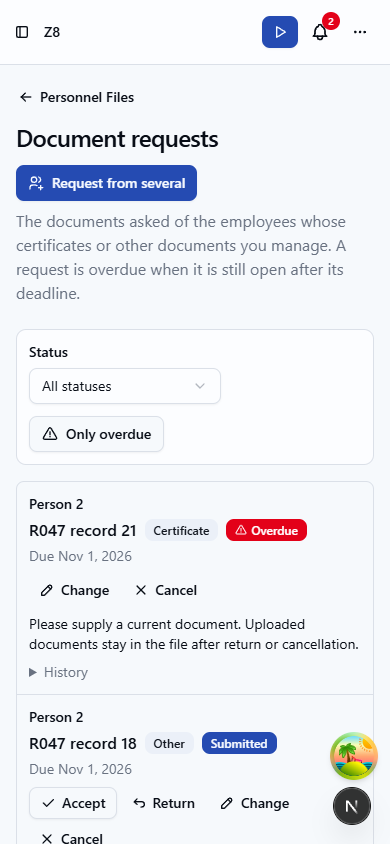 Z8
2
Personnel Files
Document requests
Request from several
The documents asked of the employees whose
certificates or other documents you manage. A
request is overdue when it is still open after its
deadline.
Status
All statuses
Only overdue
Person 2
R047 record 21 Certificate Overdue
Due Nov 1, 2026
Change Cancel
Please supply a current document. Uploaded
documents stay in the file after return or cancellation.
History
Person 2
R047 record 18 Other Submitted
Due Nov 1, 2026
Accept Return Change
N
Cancel